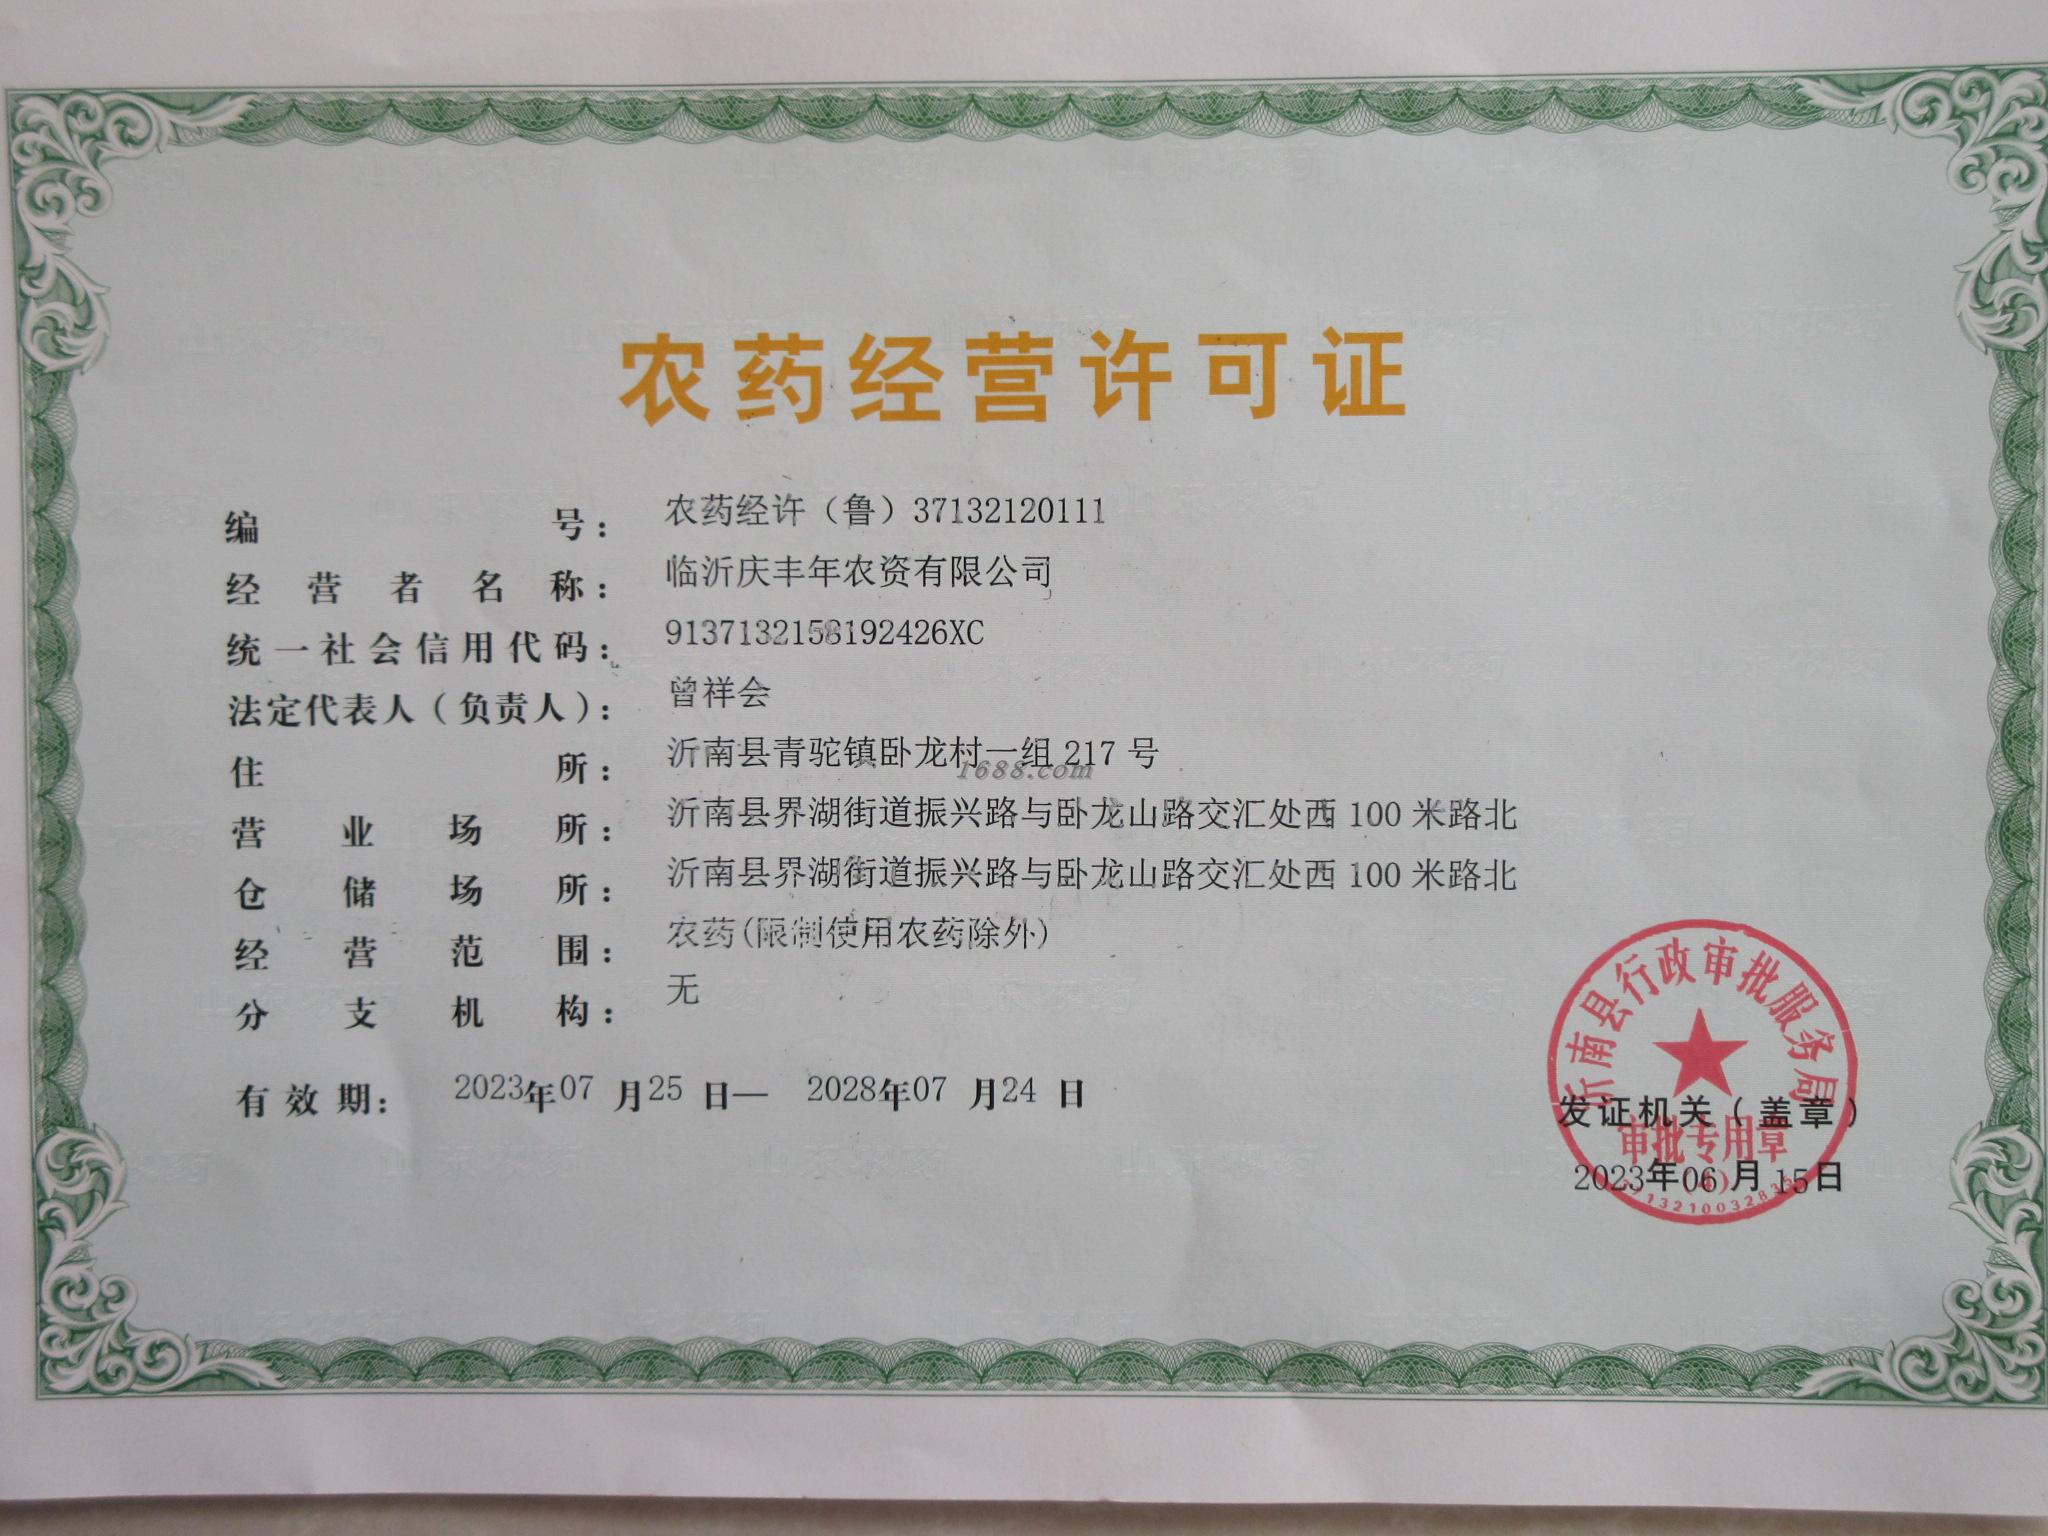 农药经营许可证
编号：农药经许（鲁）37132120111
经营者名称：临沂庆丰年农资有限公司
统一社会信用代码：9137132158192426XC
法定代表人（负责人）：曾祥会
住所：沂南县青驼镇卧龙村一组 217 号
1688.com
营业场所：沂南县界湖街道振兴路与卧龙山路交汇处西 100 米路北
仓储场所：沂南县界湖街道振兴路与卧龙山路交汇处西 100 米路北
经营范围：农药(限制使用农药除外)
分支机构：无
有效期：2023年07月25日—2028年07月24日
沂南县行政审批服务局
发证机关（盖章）
审批专用章
2023年06月15日